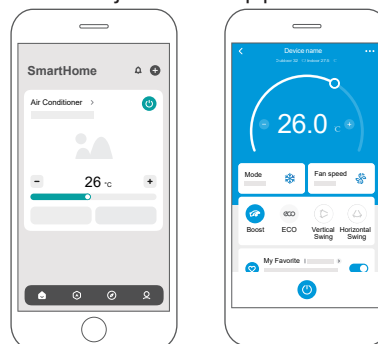 SmartHome
Air Conditioner >
- 26 °C +
Device name
- 26.0 C +
Mode
Fan speed
eco
Boost ECO Vertical Swing Horizontal Swing
My Favorite